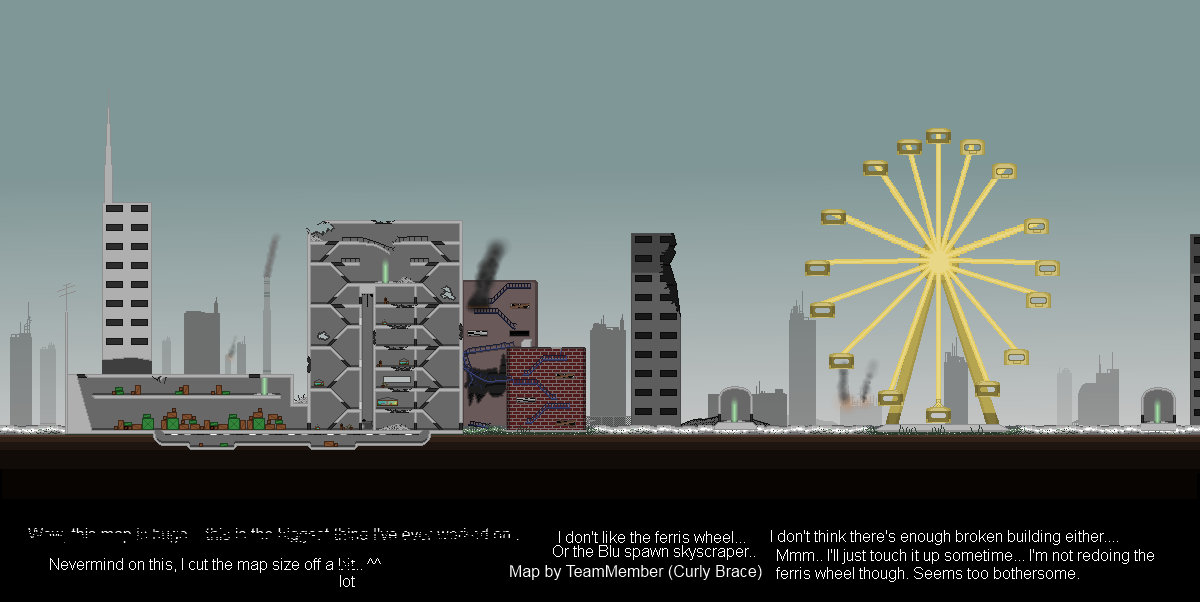 Wow, this map is huge... this is the biggest thing I've ever worked on..
Nevermind on this, I cut the map size off a bit.. ^^
lot
I don't like the ferris wheel...
Or the Blu spawn skyscraper..
Map by TeamMember (Curly Brace)
I don't think there's enough broken building either....
Mmm.. I'll just touch it up sometime... I'm not redoing the
ferris wheel though. Seems too bothersome.